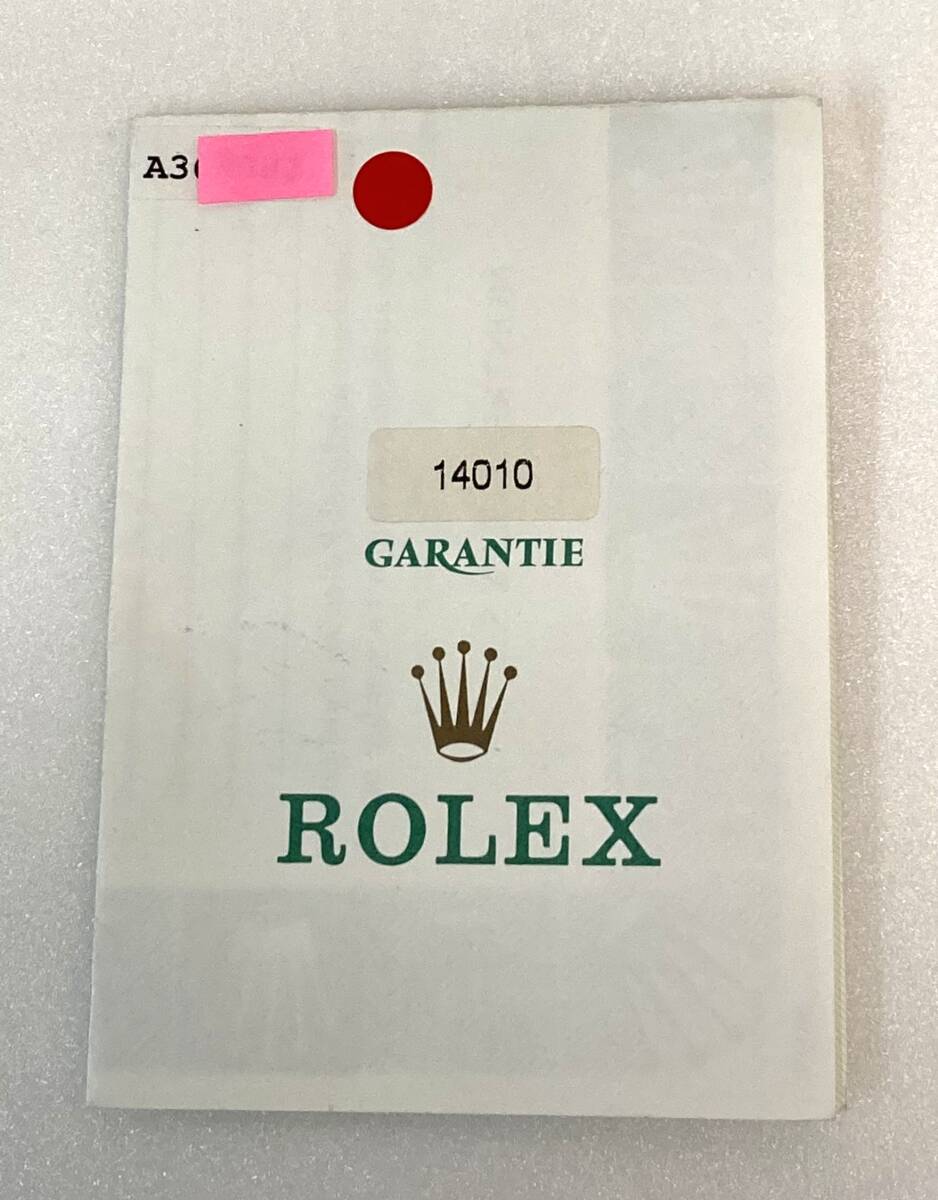 A3
14010
GARANTIE
ROLEX